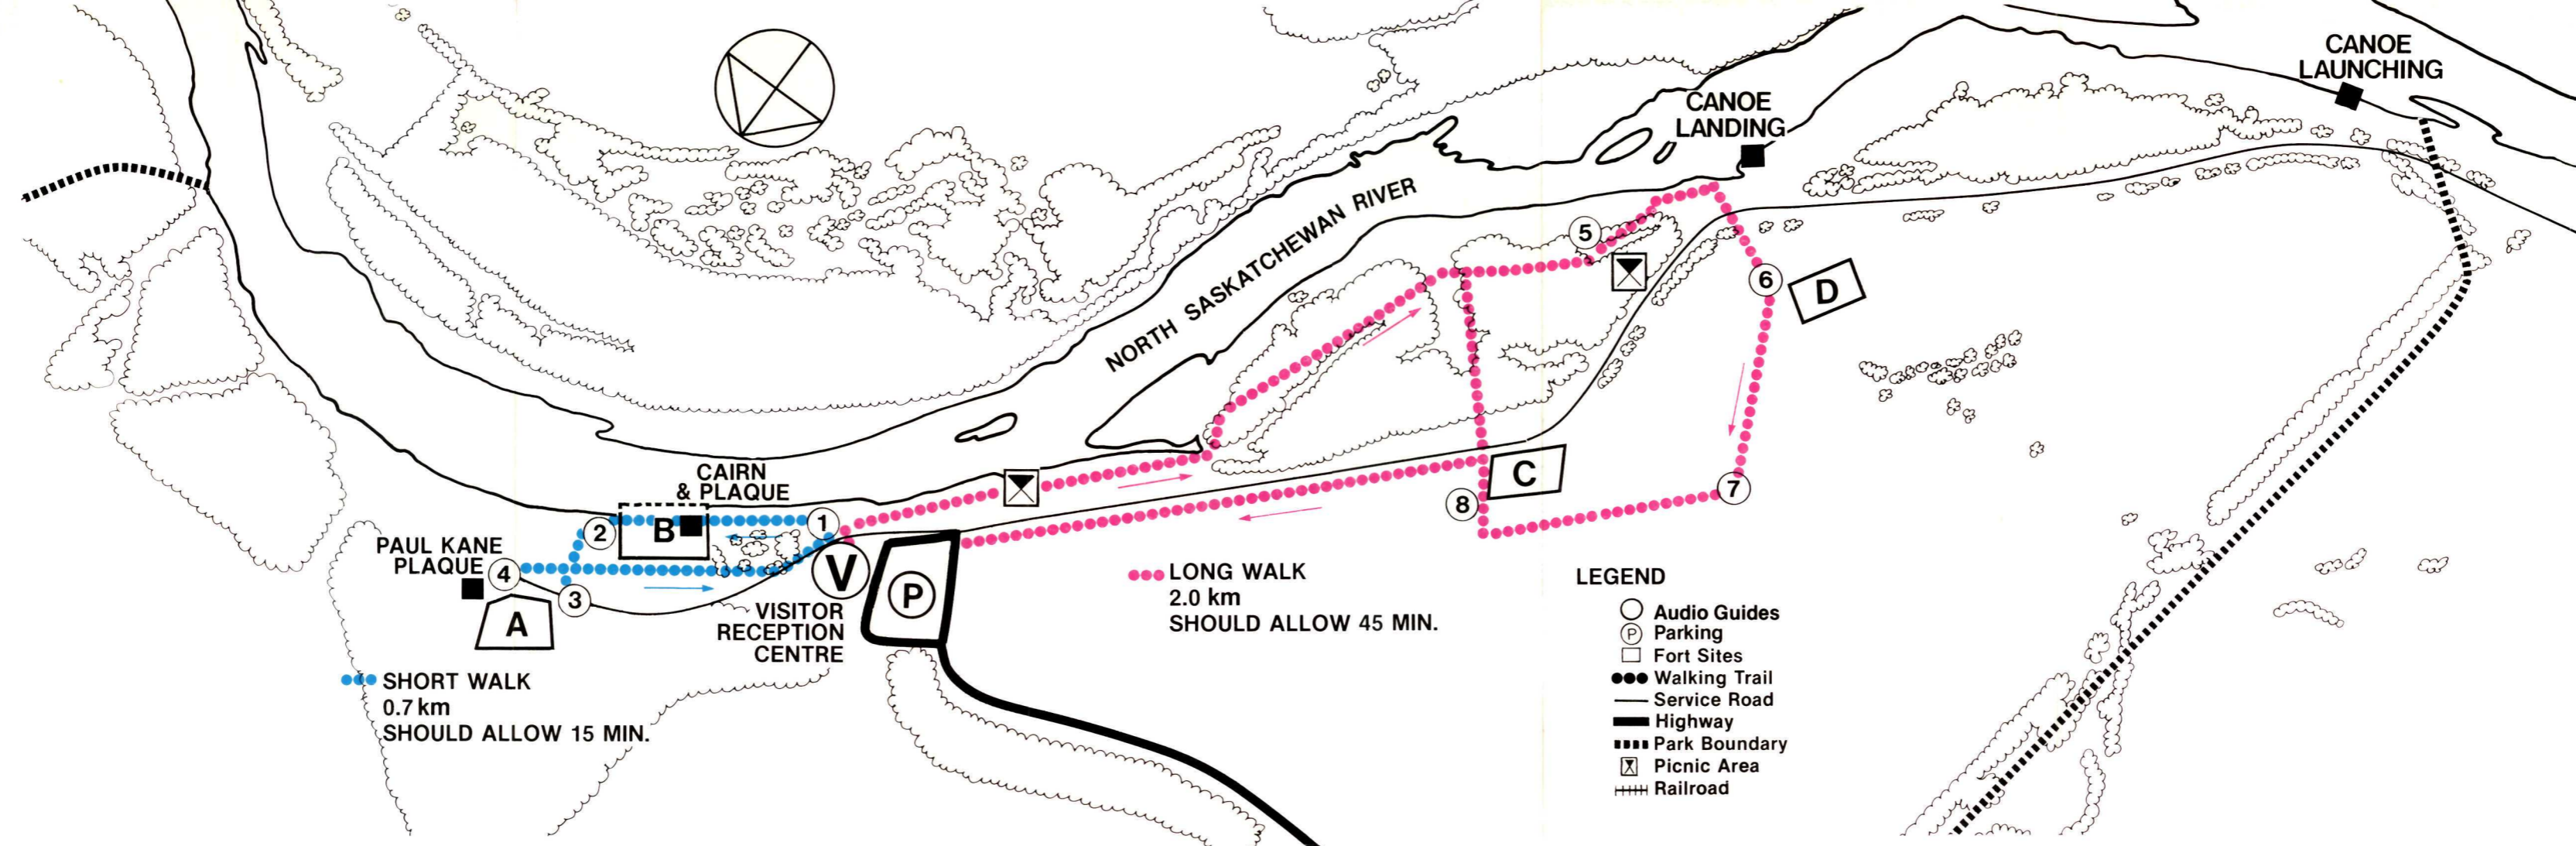 CANOE
LAUNCHING
CANOE
LANDING
NORTH SASKATCHEWAN RIVER
5
6
D
CAIRN
& PLAQUE
C
7
8
1
2
B
PAUL KANE
PLAQUE
4
3
V
P
A
VISITOR
RECEPTION
CENTRE
LONG WALK
2.0 km
SHOULD ALLOW 45 MIN.
SHORT WALK
0.7 km
SHOULD ALLOW 15 MIN.
LEGEND
Audio Guides
P Parking
Fort Sites
Walking Trail
Service Road
Highway
Park Boundary
Picnic Area
Railroad